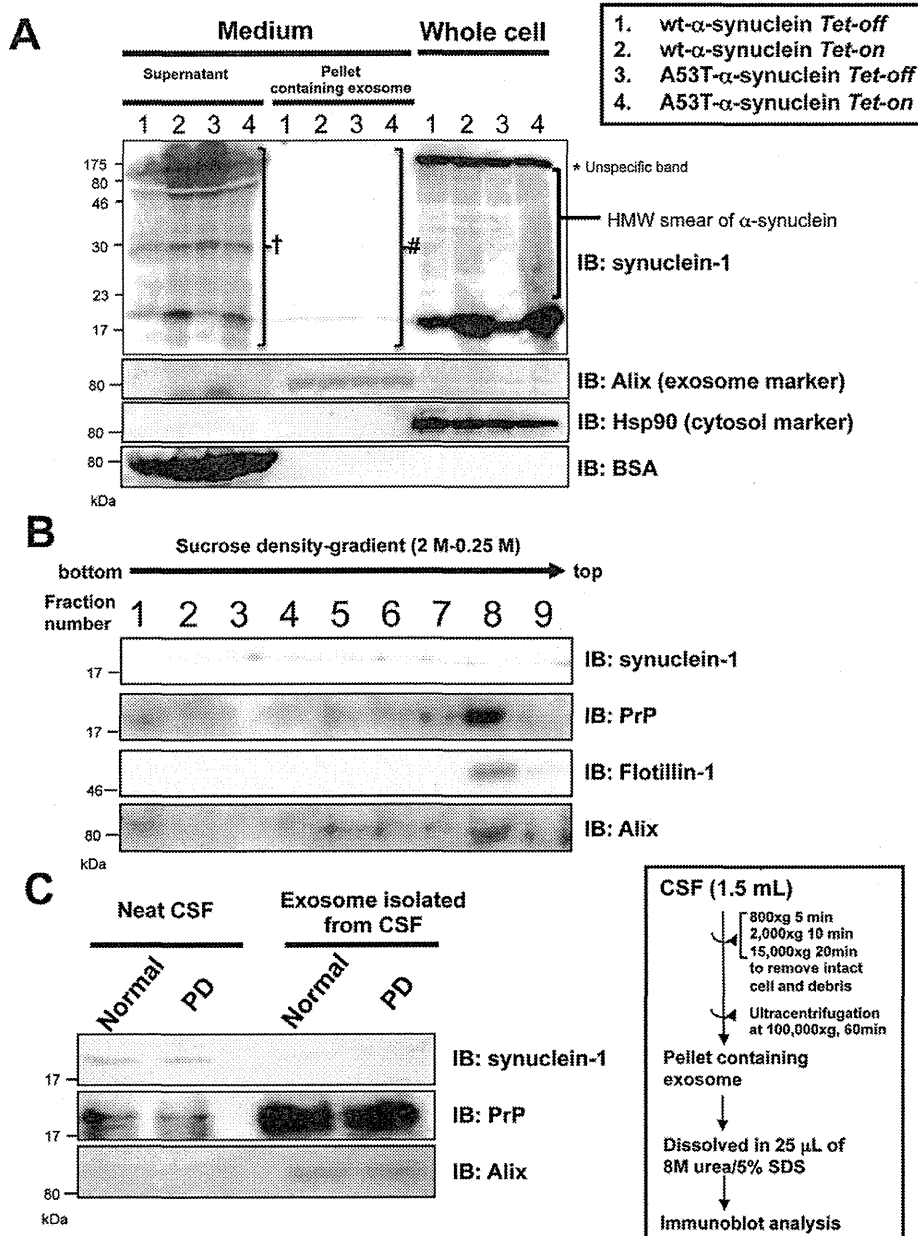 A
Medium
Whole cell
Supernatant
Pellet
containing exosome
1 2 3 4 1 2 3 4 1 2 3 4
1. wt-α-synuclein Tet-off
2. wt-α-synuclein Tet-on
3. A53T-α-synuclein Tet-off
4. A53T-α-synuclein Tet-on
175
80
46
30
23
17
†
#
* Unspecific band
HMW smear of α-synuclein
IB: synuclein-1
80
IB: Alix (exosome marker)
80
IB: Hsp90 (cytosol marker)
80
IB: BSA
kDa
B
Sucrose density-gradient (2 M-0.25 M)
bottom
top
Fraction
number
1 2 3 4 5 6 7 8 9
17
IB: synuclein-1
17
IB: PrP
46
IB: Flotillin-1
80
IB: Alix
kDa
C
Neat CSF
Exosome isolated
from CSF
Normal PD Normal PD
17
IB: synuclein-1
17
IB: PrP
80
IB: Alix
kDa
CSF (1.5 mL)
800xg 5 min
2,000xg 10 min
15,000xg 20min
to remove intact
cell and debris
Ultracentrifugation
at 100,000xg, 60min
Pellet containing
exosome
Dissolved in 25 μL of
8M urea/5% SDS
Immunoblot analysis